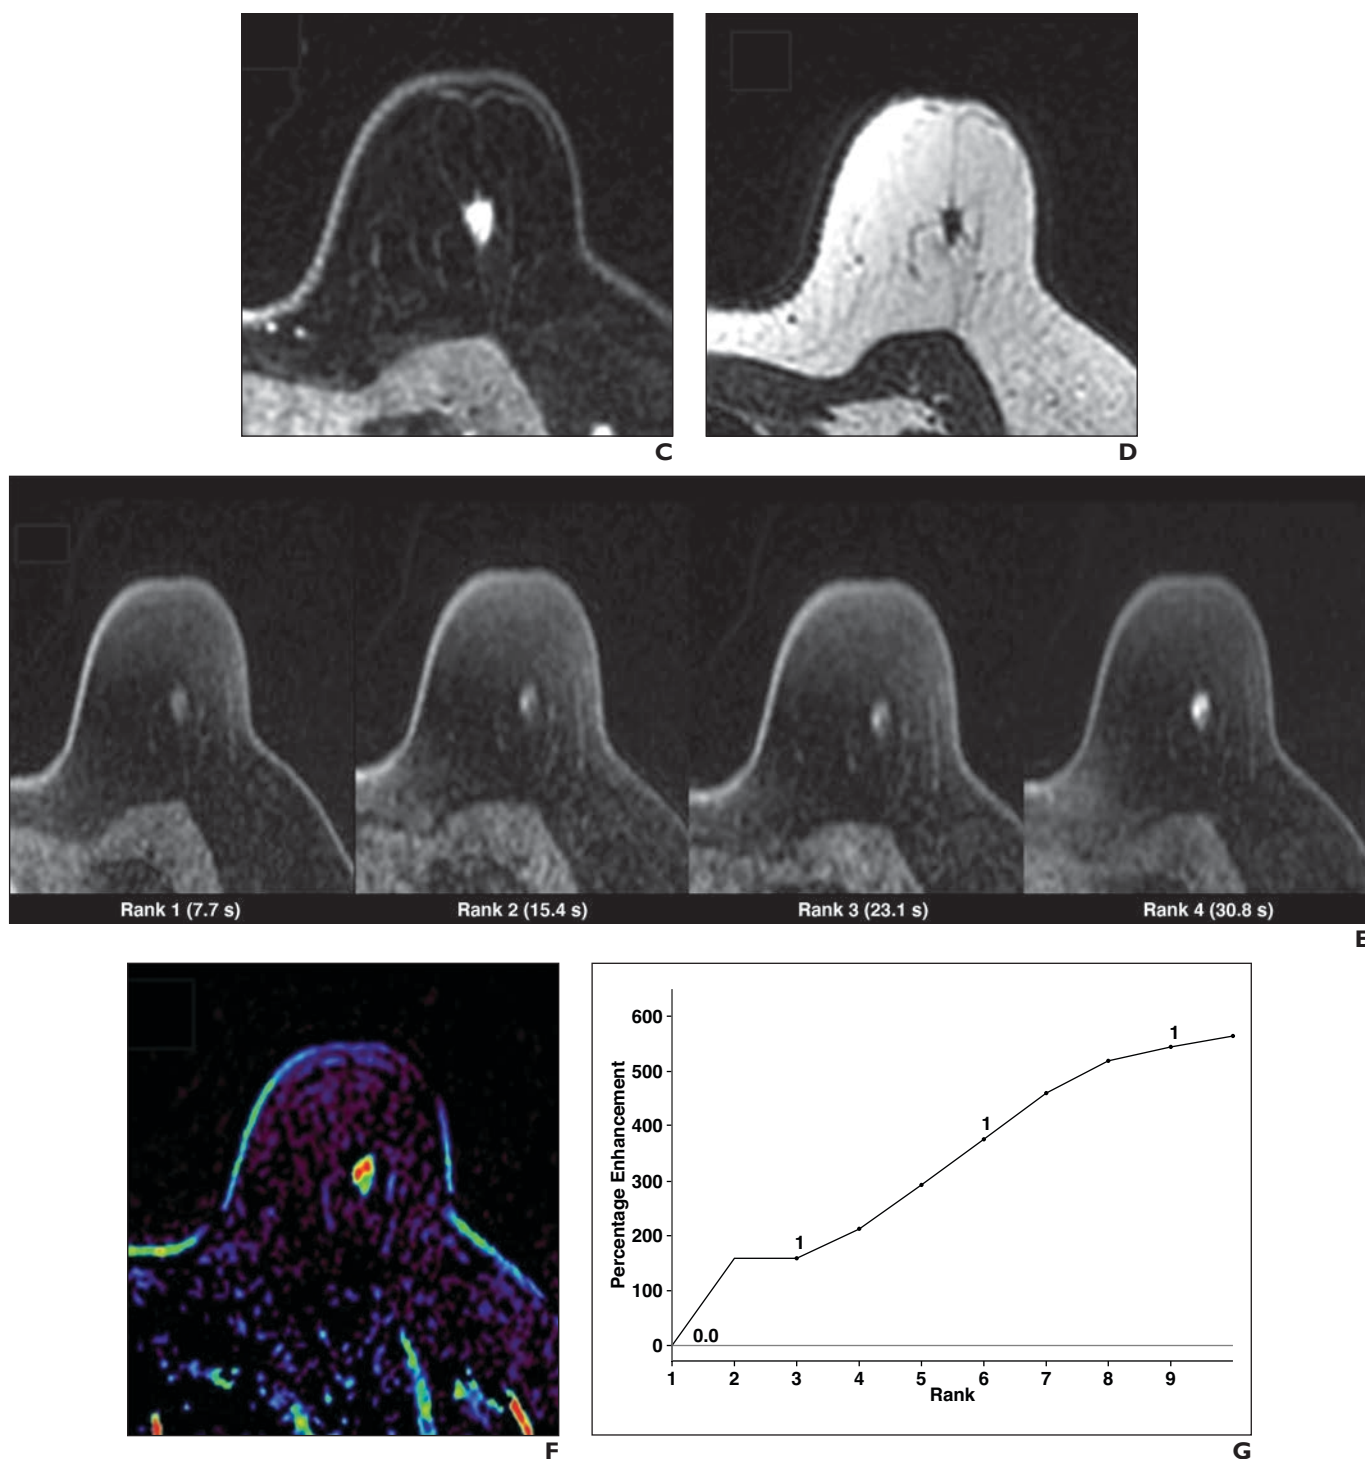 C
D
Rank 1 (7.7 s)
Rank 2 (15.4 s)
Rank 3 (23.1 s)
Rank 4 (30.8 s)
E
F
Percentage Enhancement
600
500
400
300
200
100
0
1
1
1
0.0
1 2 3 4 5 6 7 8 9
Rank
G